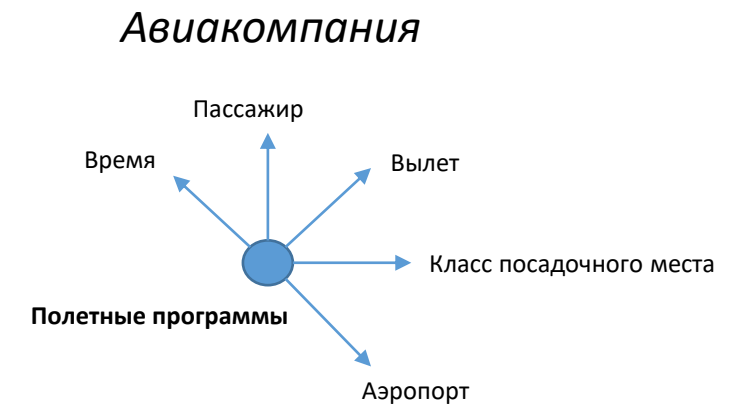 Авиакомпания
Пассажир
Время
Вылет
Класс посадочного места
Полетные программы
Аэропорт